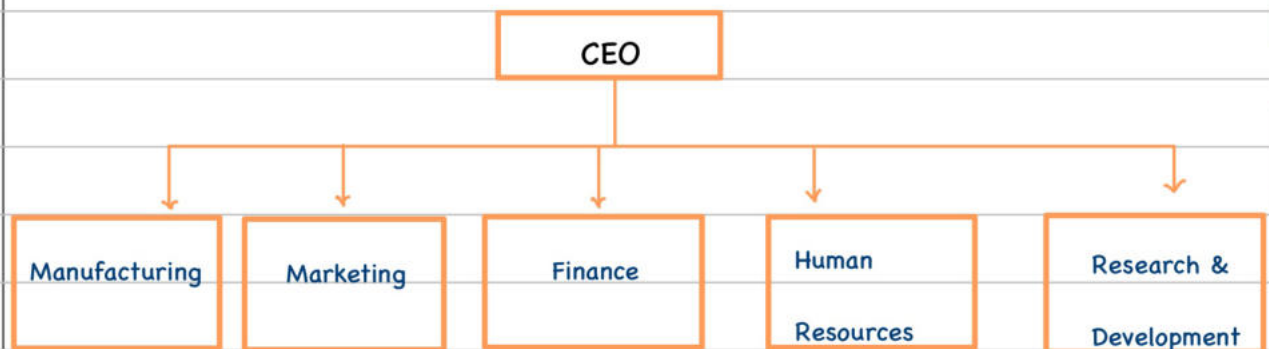 CEO
Manufacturing
Marketing
Finance
Human
Resources
Research &
Development